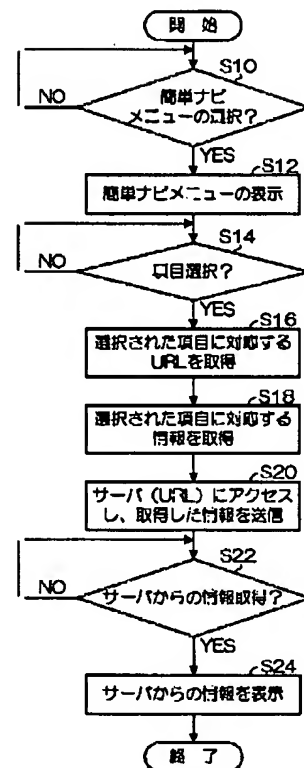 開 始
S10
簡単ナビ
メニューの選択?
NO
YES
S12
簡単ナビメニューの表示
S14
項目選択?
NO
YES
S16
選択された項目に対応する
URLを取得
S18
選択された項目に対応する
情報を取得
S20
サーバ(URL)にアクセス
し、取得した情報を送信
S22
サーバからの情報取得?
NO
YES
S24
サーバからの情報を表示
終 了